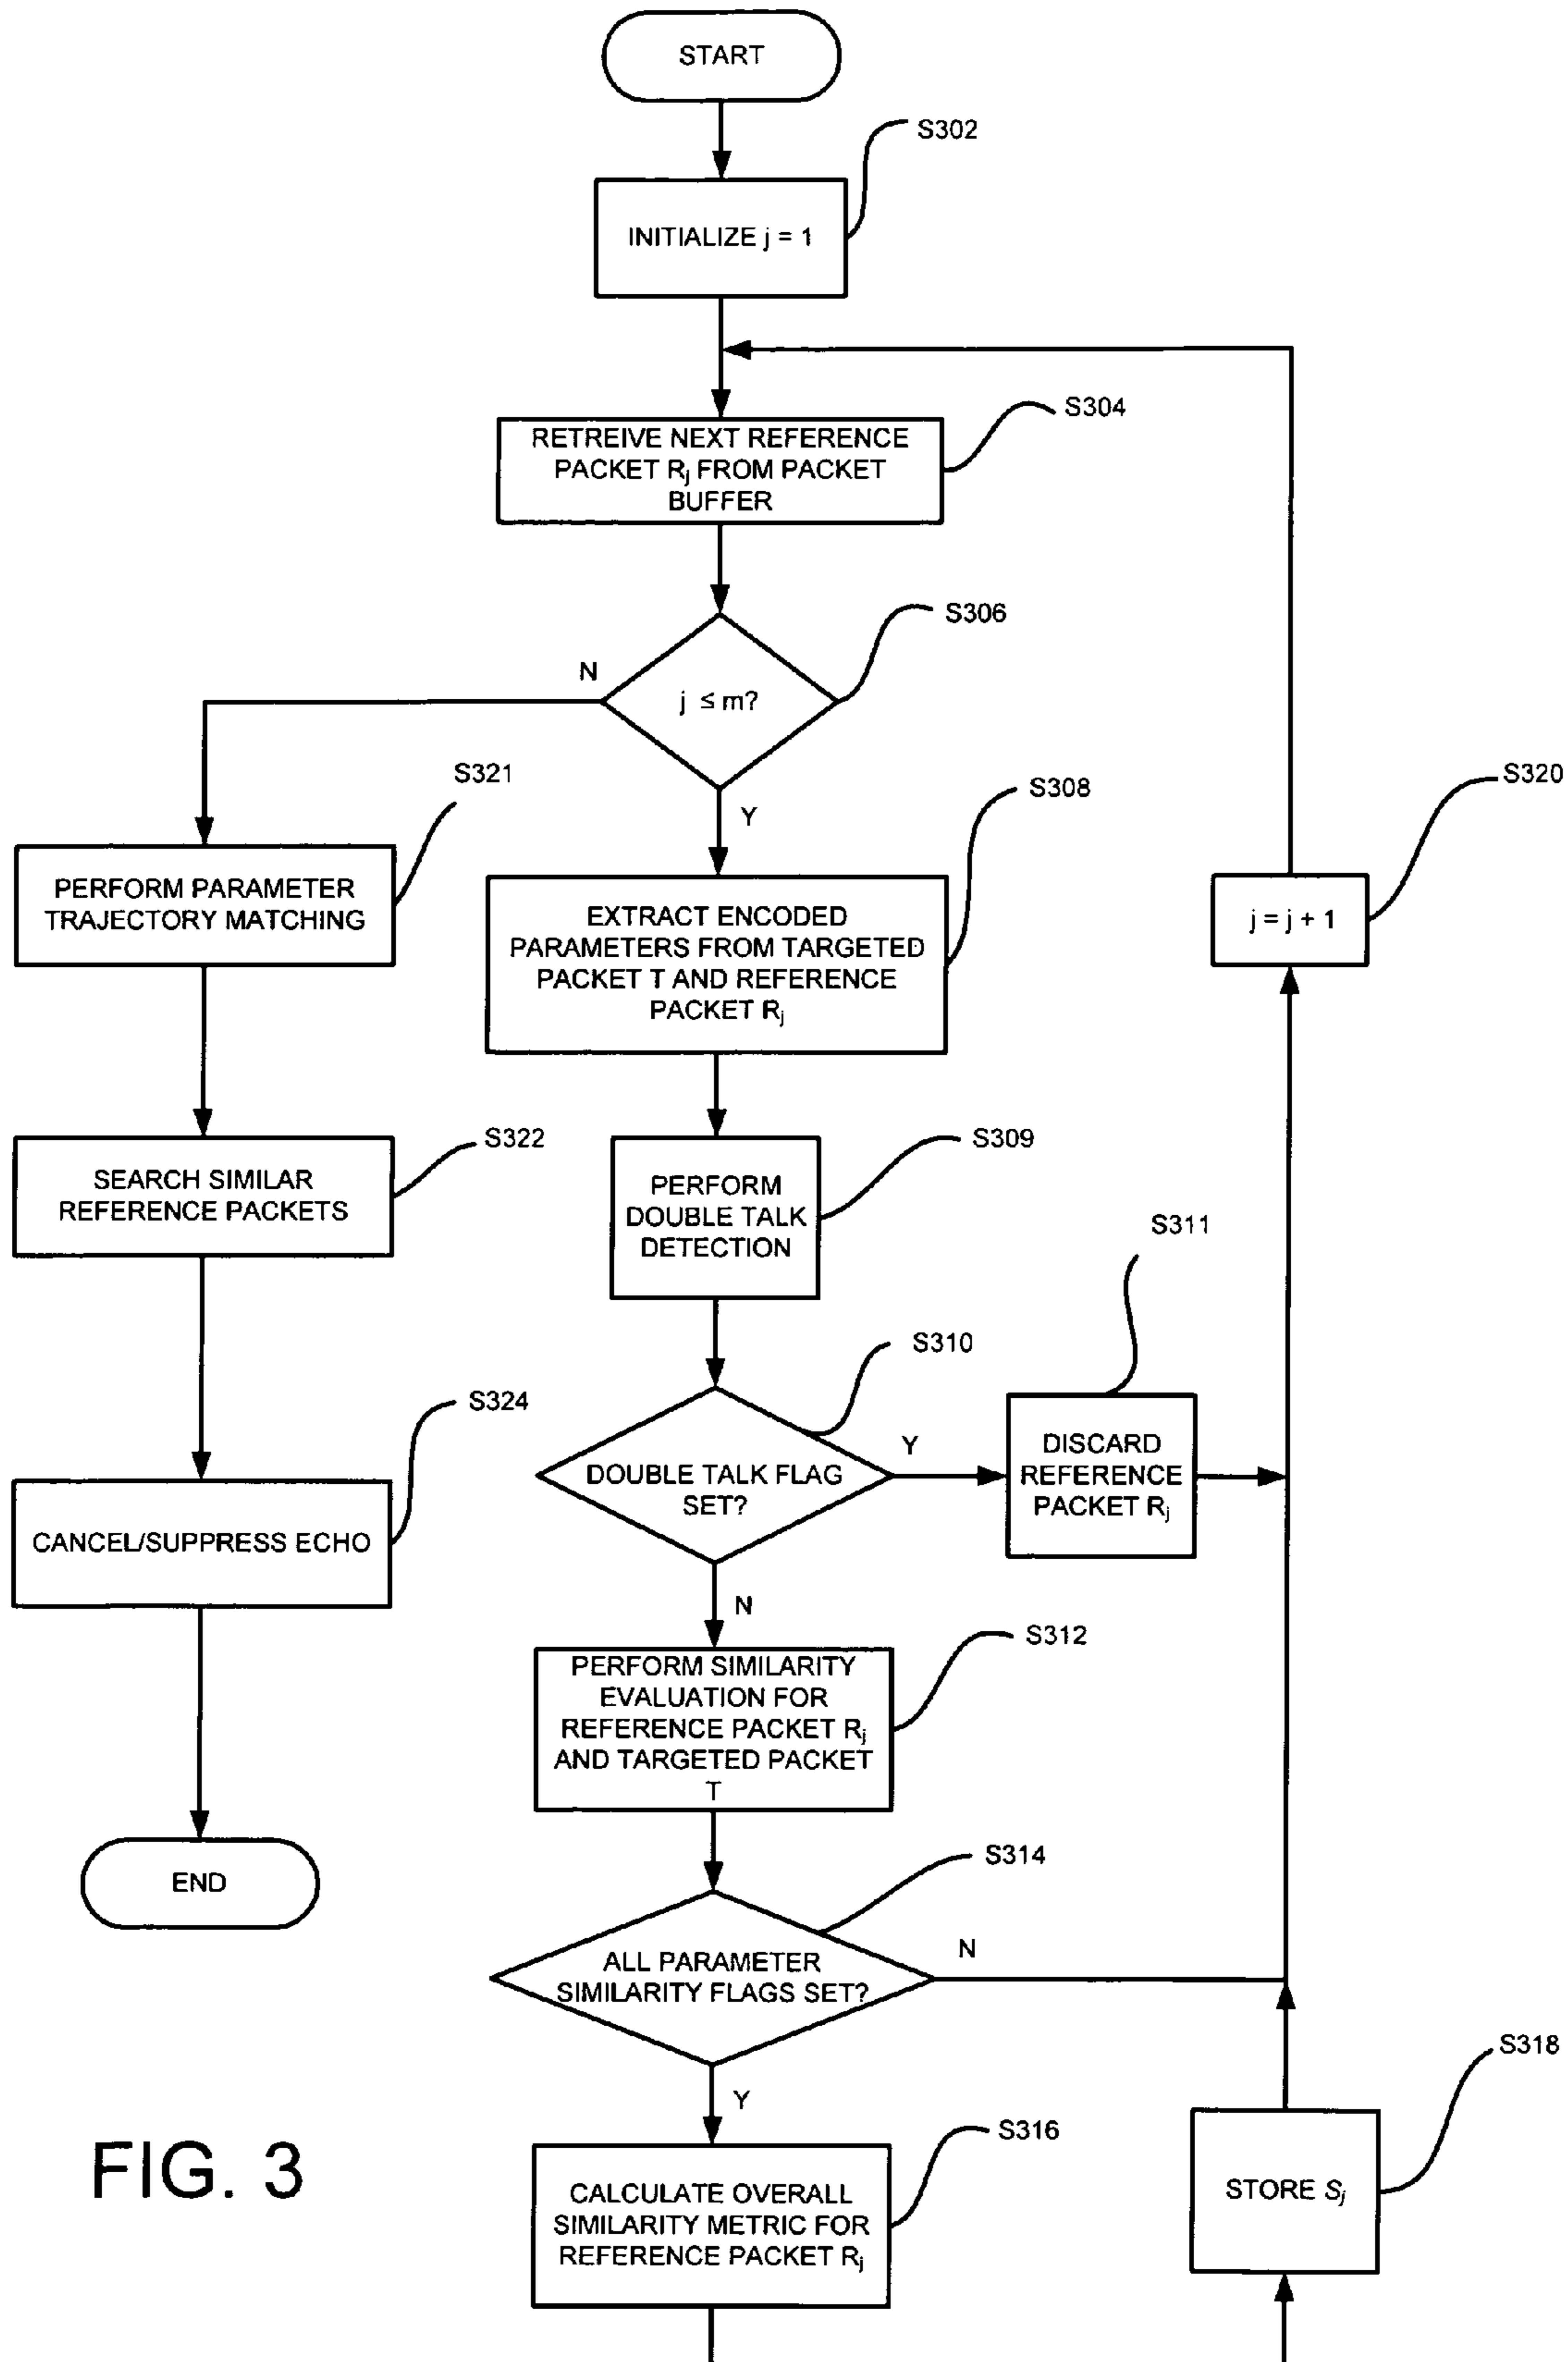 START
S302
INITIALIZE j = 1
S304
RETREIVE NEXT REFERENCE
PACKET Rj FROM PACKET
BUFFER
S306
N
j ≤ m?
Y
S321
S308
S320
PERFORM PARAMETER
TRAJECTORY MATCHING
EXTRACT ENCODED
PARAMETERS FROM TARGETED
PACKET T AND REFERENCE
PACKET Rj
j = j + 1
S322
S309
SEARCH SIMILAR
REFERENCE PACKETS
PERFORM
DOUBLE TALK
DETECTION
S311
S310
S324
DOUBLE TALK FLAG
SET?
Y
DISCARD
REFERENCE
PACKET Rj
CANCEL/SUPPRESS ECHO
N
S312
PERFORM SIMILARITY
EVALUATION FOR
REFERENCE PACKET Rj
AND TARGETED PACKET
T
S314
END
ALL PARAMETER
SIMILARITY FLAGS SET?
N
Y
S318
S316
FIG. 3
CALCULATE OVERALL
SIMILARITY METRIC FOR
REFERENCE PACKET Rj
STORE Sj